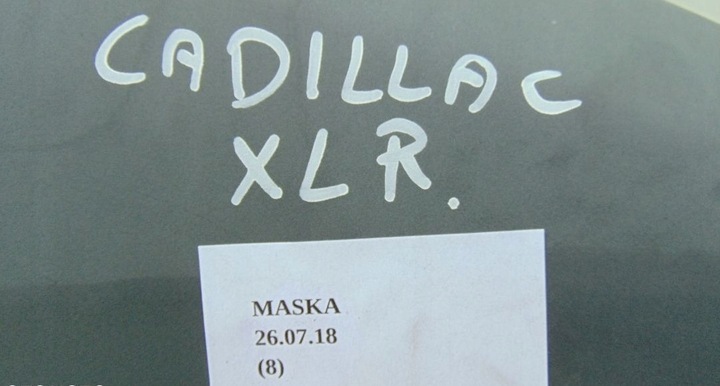 CADILLAC
XLR.
MASKA
26.07.18
(8)